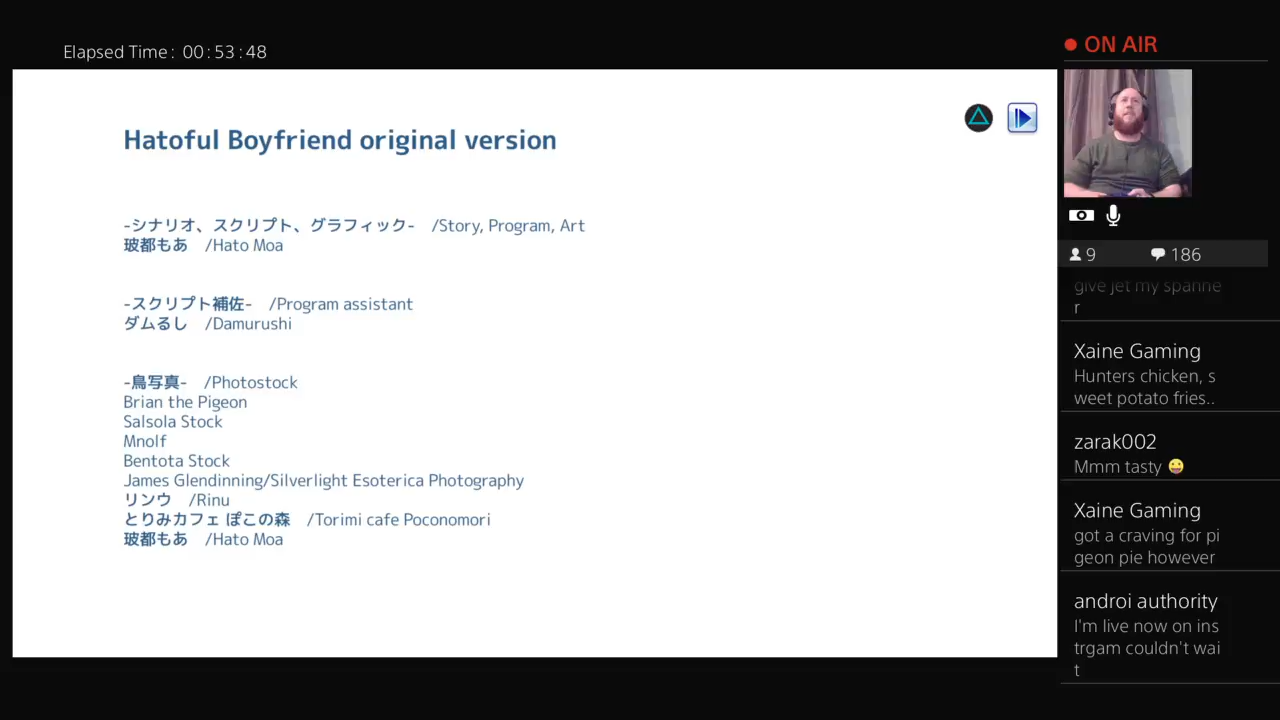 Elapsed Time: 00:53:48
ON AIR
Hatoful Boyfriend original version
-シナリオ、スクリプト、グラフィック- /Story, Program, Art
玻都もあ /Hato Moa
-スクリプト補佐- /Program assistant
ダムるし /Damurushi
-鳥写真- /Photostock
Brian the Pigeon
Salsola Stock
Mnolf
Bentota Stock
James Glendinning/Silverlight Esoterica Photography
リンウ /Rinu
とりみカフェ ぽこの森 /Torimi cafe Poconomori
玻都もあ /Hato Moa
9 186
give jet my spanne
r
Xaine Gaming
Hunters chicken, s
weet potato fries..
zarak002
Mmm tasty 😜
Xaine Gaming
got a craving for pi
geon pie however
androi authority
I'm live now on ins
trgam couldn't wai
t